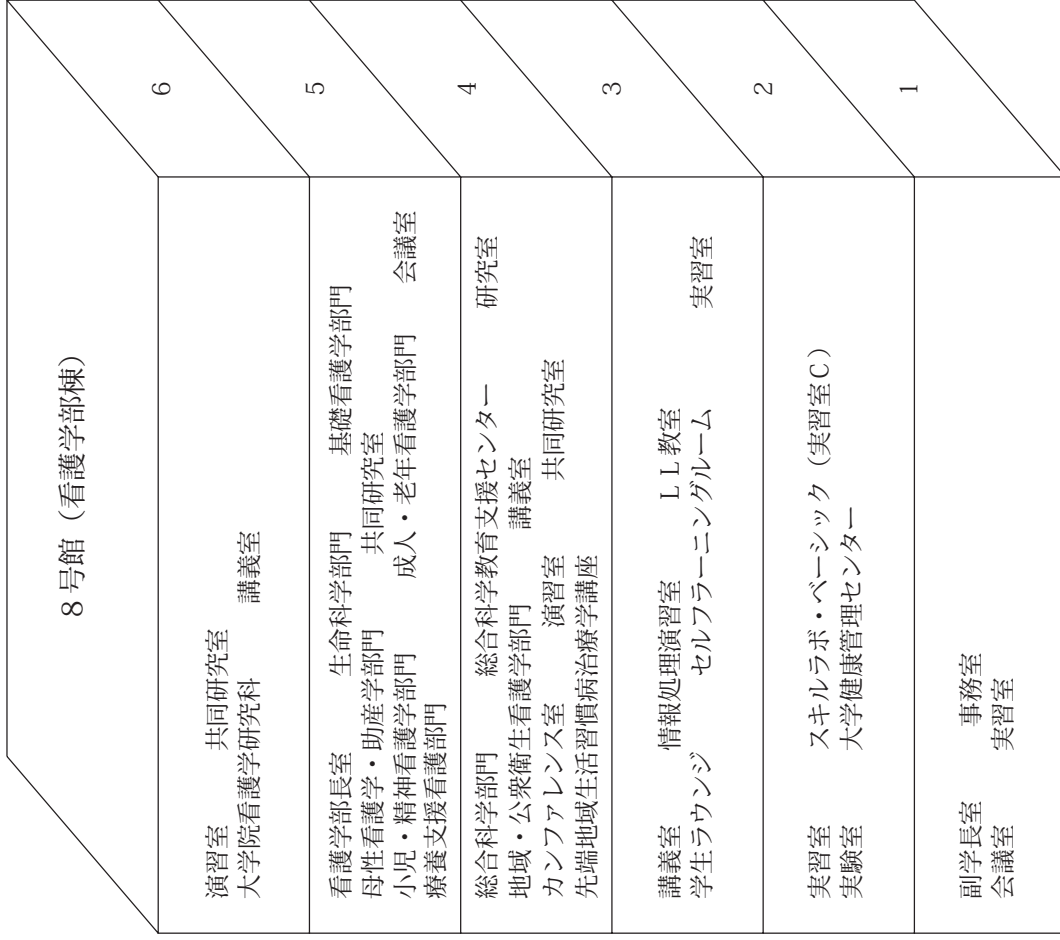 8号館（看護学部棟）
6
演習室　共同研究室
大学院看護学研究科　講義室
5
看護学部長室　生命科学部門　基礎看護学部門
母性看護学・助産学部門　共同研究室
小児・精神看護学部門　成人・老年看護学部門　会議室
療養支援看護部門
4
総合科学部門　総合科学教育支援センター　研究室
地域・公衆衛生看護学部門　講義室
カンファレンス室　演習室　共同研究室
先端地域生活習慣病治療学講座
3
講義室　情報処理演習室　ＬＬ教室
学生ラウンジ　セルフラーニングルーム　実習室
2
実習室　スキルラボ・ベーシック（実習室Ｃ）
実験室　大学健康管理センター
1
副学長室　事務室
会議室　実習室